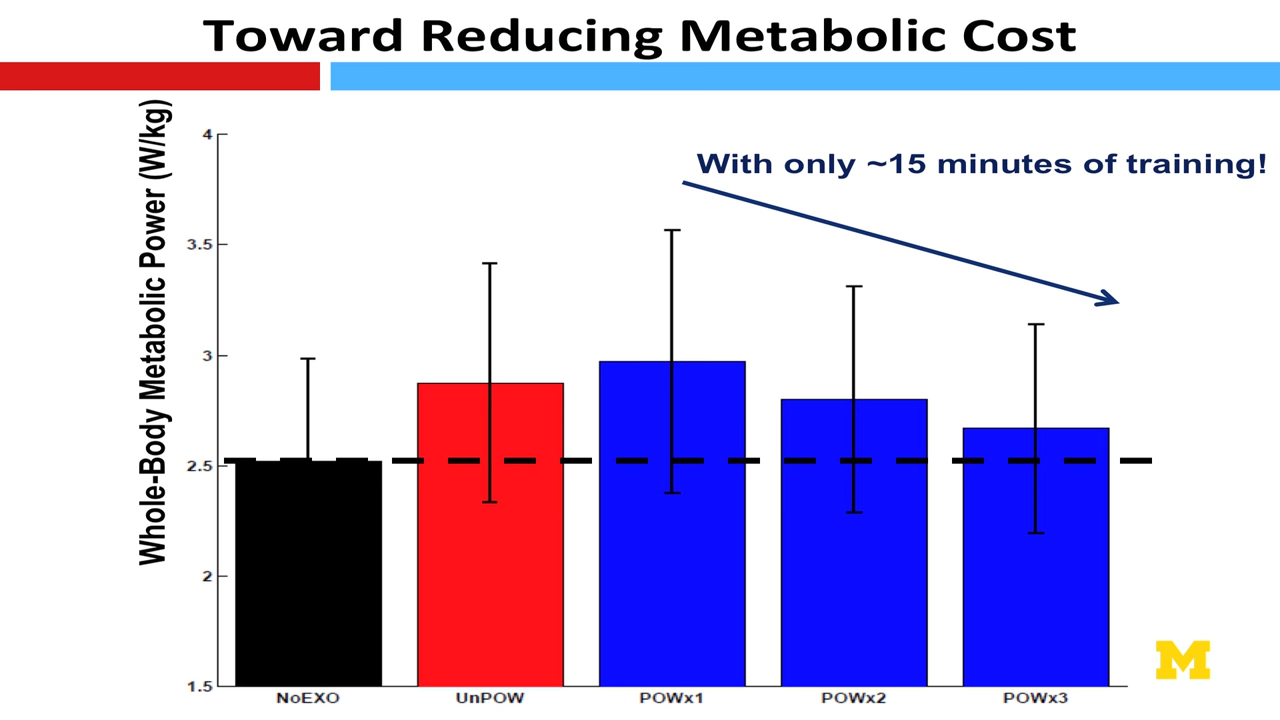 Toward Reducing Metabolic Cost
With only ~15 minutes of training!
Whole-Body Metabolic Power (W/kg)
4
3.5
3
2.5
2
1.5
NoEXO
UnPOW
POWx1
POWx2
POWx3
M